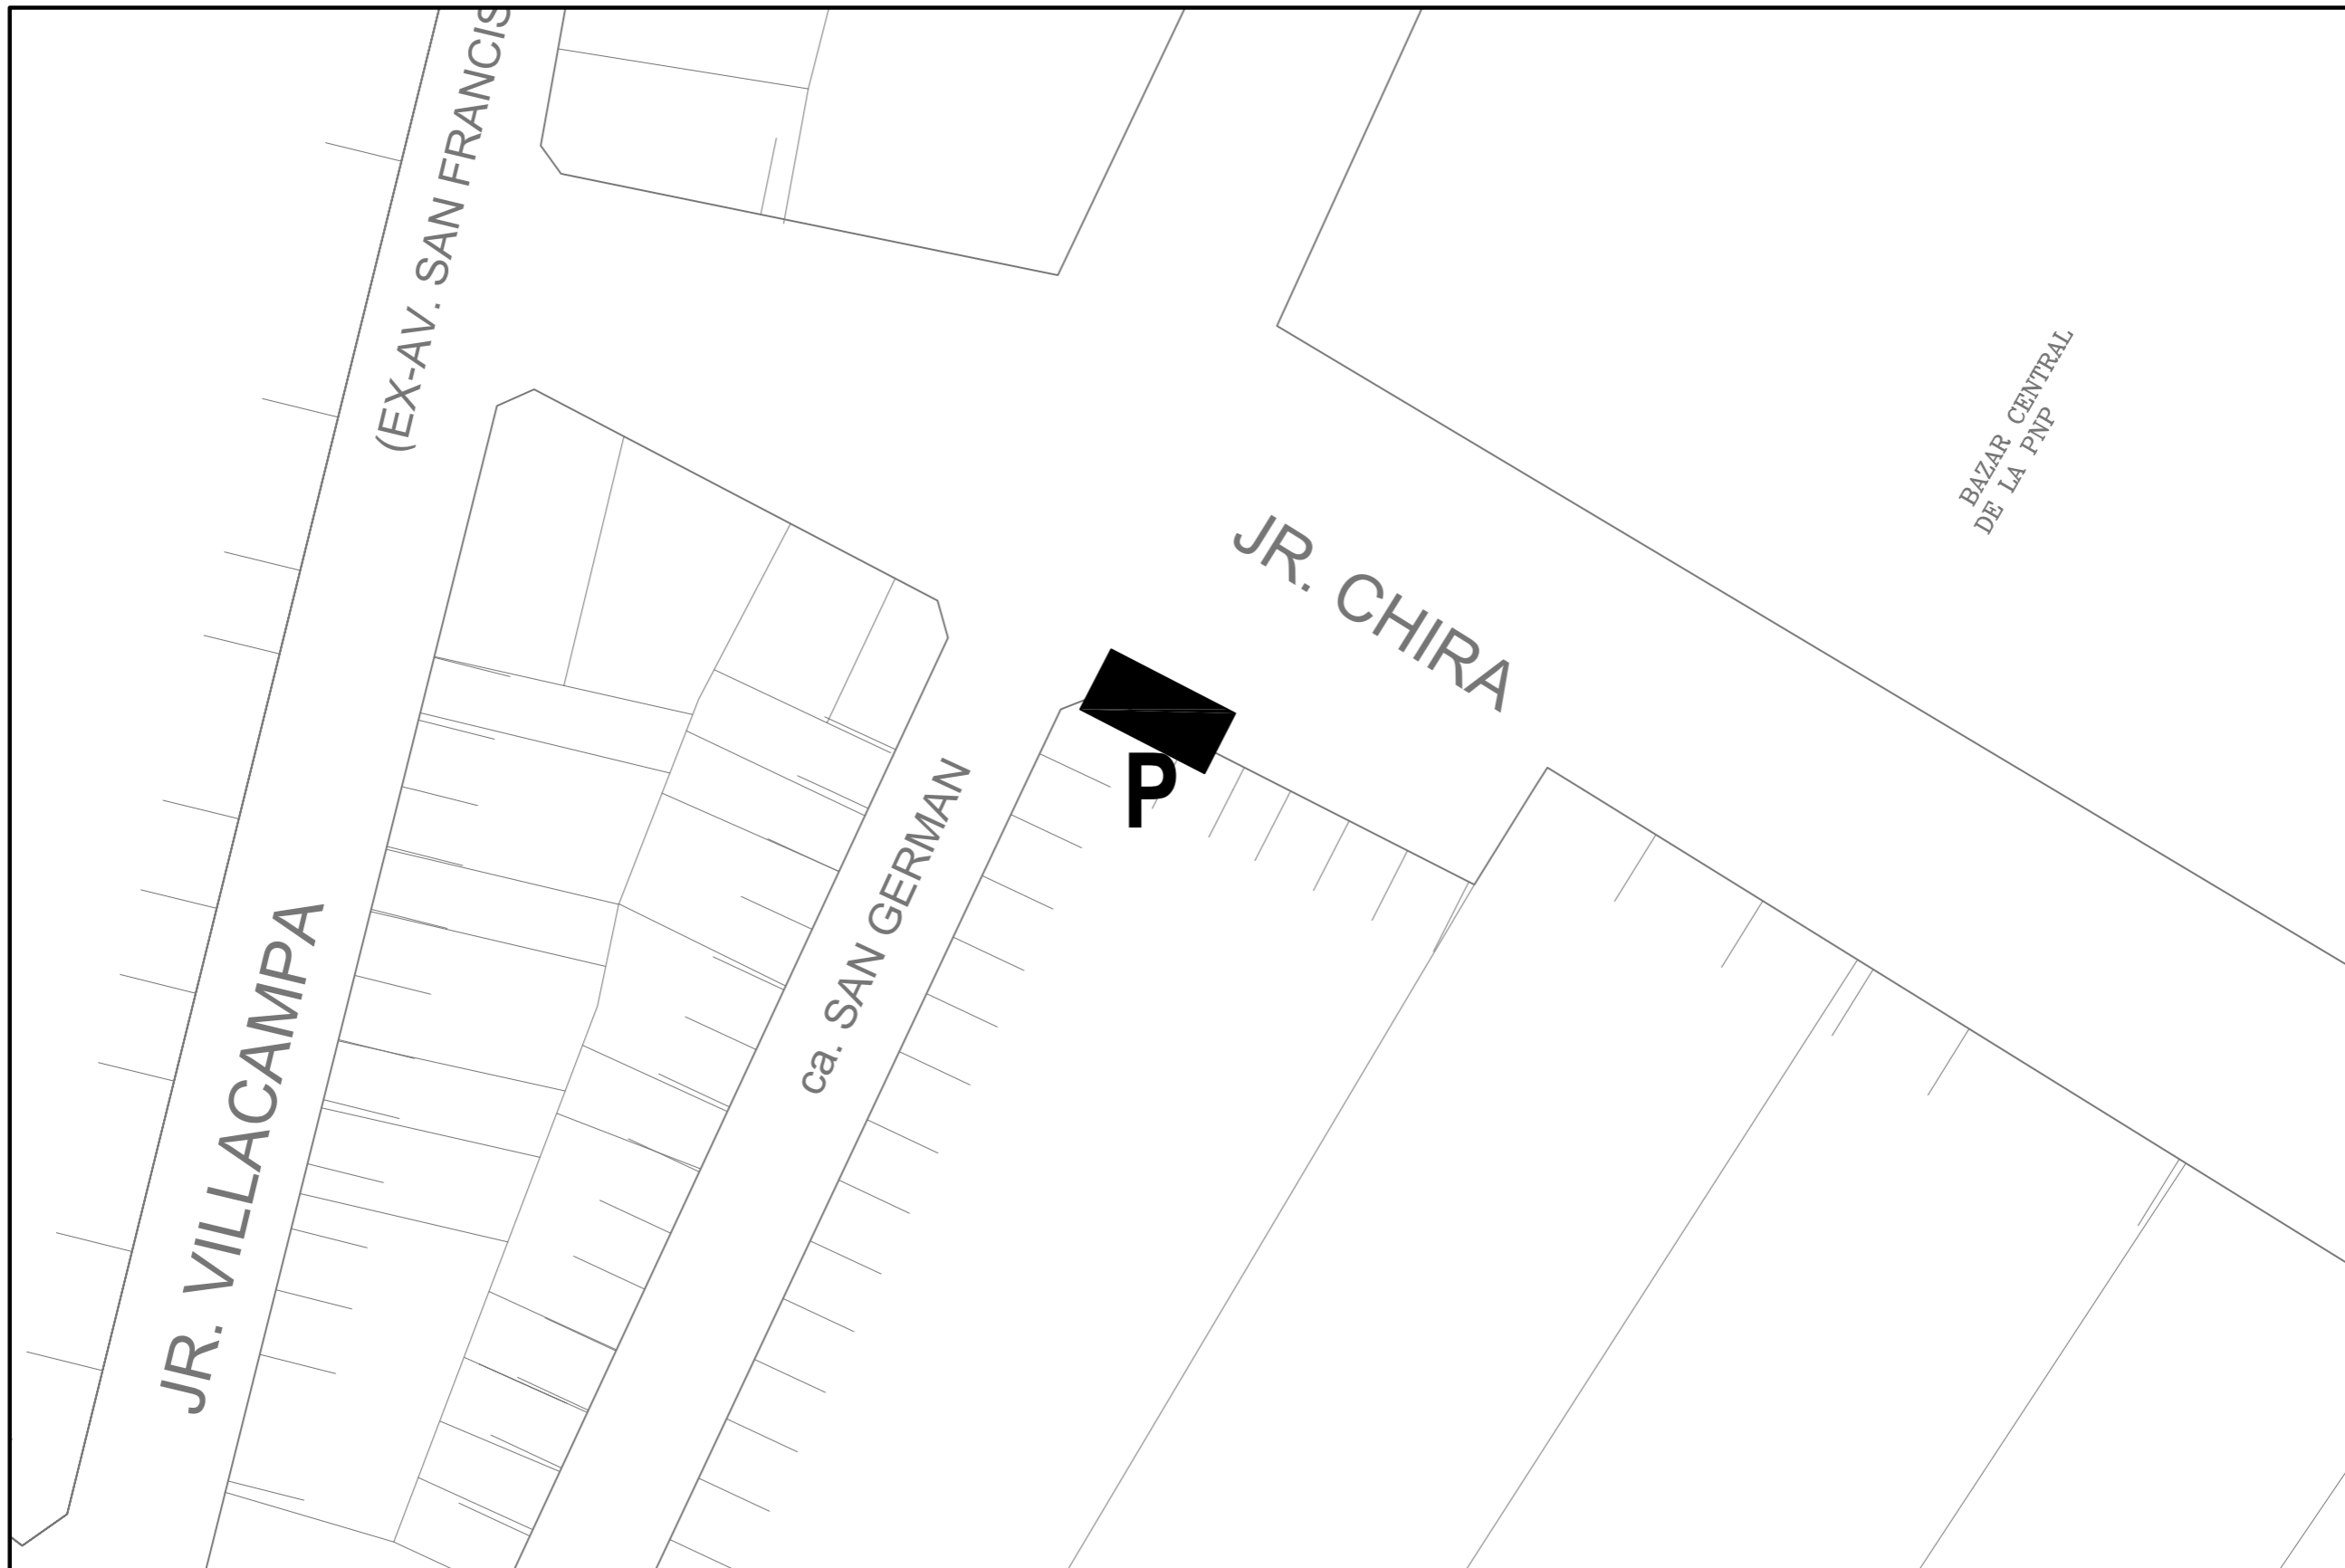 (EX-AV. SAN FRANCIS
BAZAR CENTRAL
DE LA PNP
JR. CHIRA
P
ca. SAN GERMAN
JR. VILLACAMPA